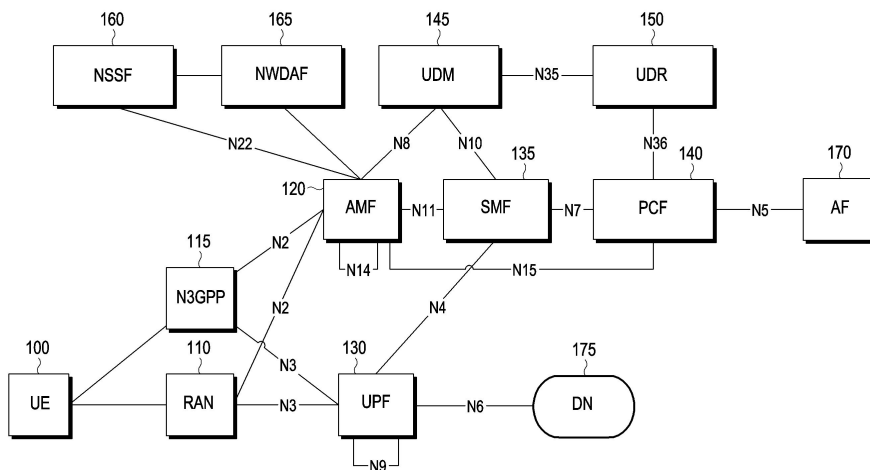 160
165
145
150
NSSF
NWDAF
UDM
N35
UDR
N22
N8
N10
N36
135
140
170
120
AMF
N11
SMF
N7
PCF
N5
AF
N2
N14
N15
115
N3GPP
N2
N4
100
110
N3
130
175
UE
RAN
N3
UPF
N6
DN
N9